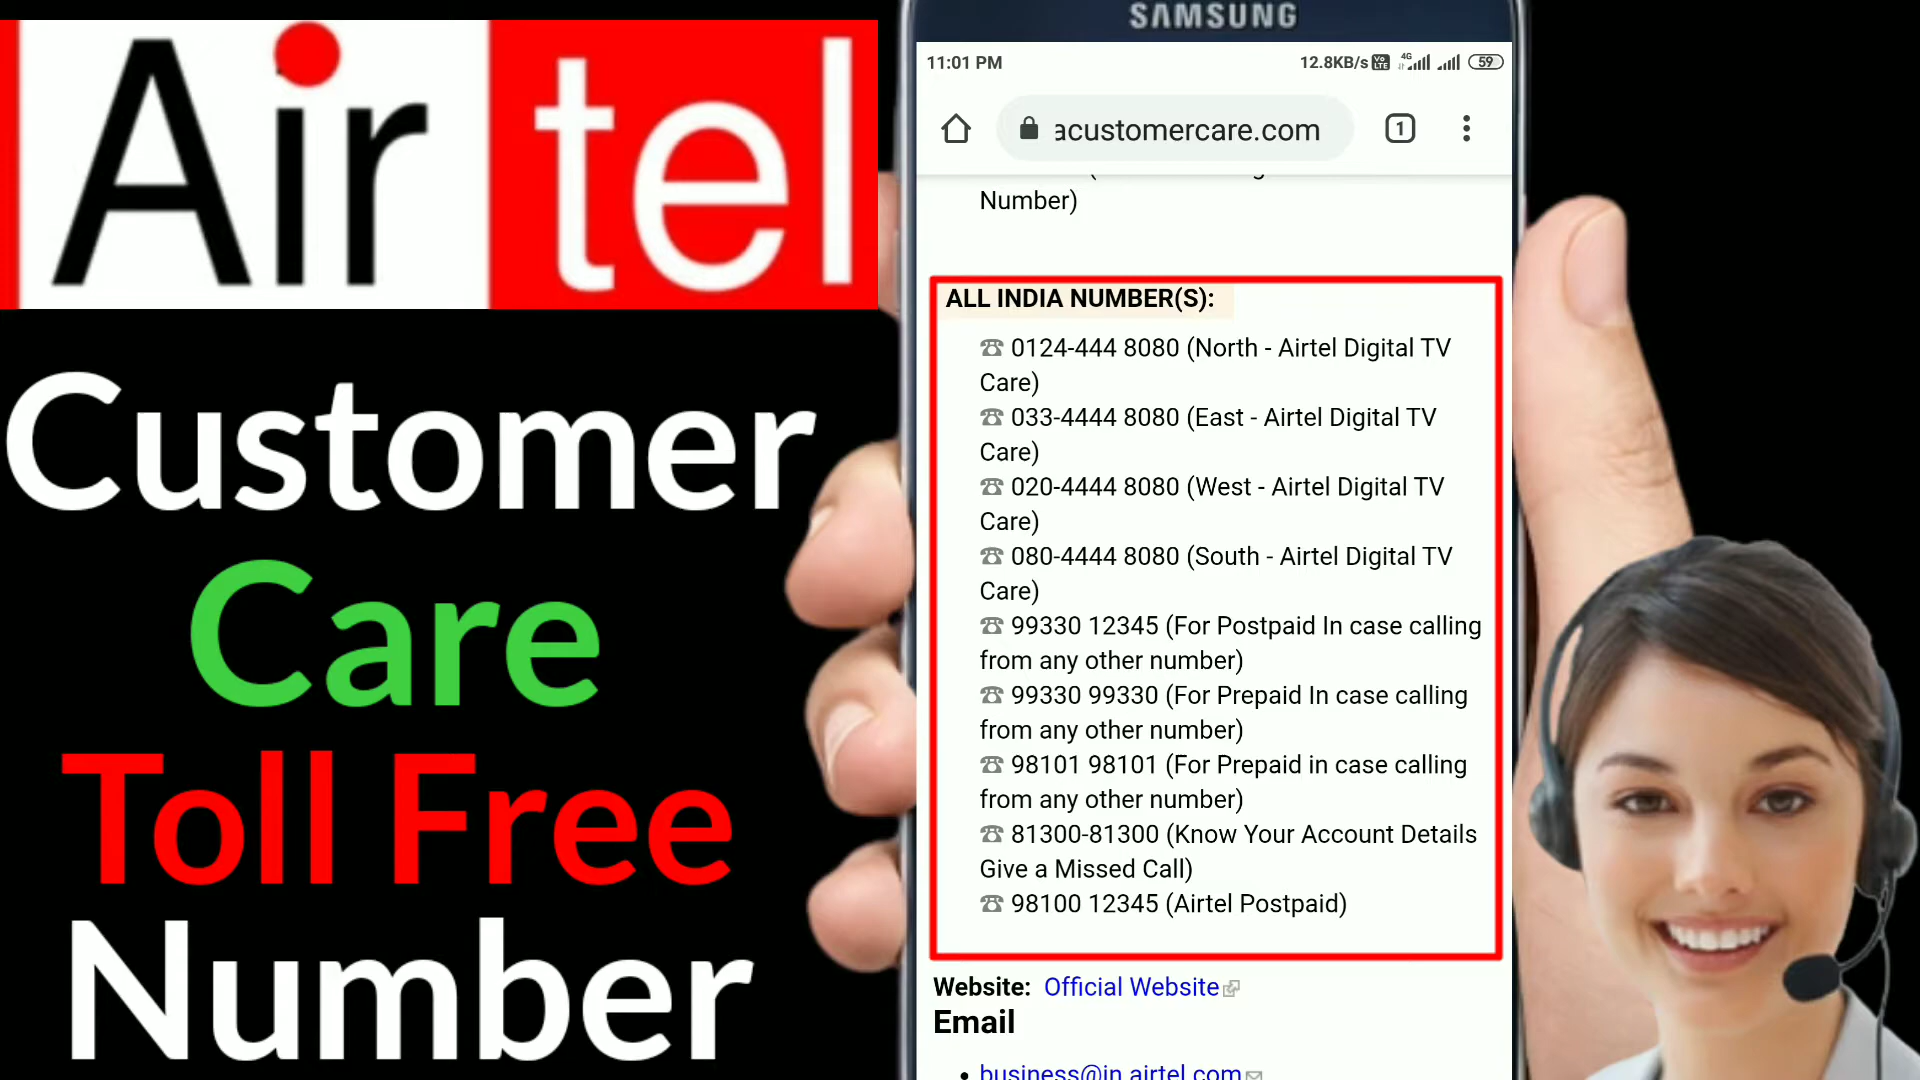 Airtel
Customer
Care
Toll Free
Number
SAMSUNG
11:01 PM
12.8KB/s Vo LTE 4G 59
acustomercare.com
1
Number)
ALL INDIA NUMBER(S):
☎ 0124-444 8080 (North - Airtel Digital TV
Care)
☎ 033-4444 8080 (East - Airtel Digital TV
Care)
☎ 020-4444 8080 (West - Airtel Digital TV
Care)
☎ 080-4444 8080 (South - Airtel Digital TV
Care)
☎ 99330 12345 (For Postpaid In case calling
from any other number)
☎ 99330 99330 (For Prepaid In case calling
from any other number)
☎ 98101 98101 (For Prepaid in case calling
from any other number)
☎ 81300-81300 (Know Your Account Details
Give a Missed Call)
☎ 98100 12345 (Airtel Postpaid)
Website: Official Website
Email
• business@in.airtel.com